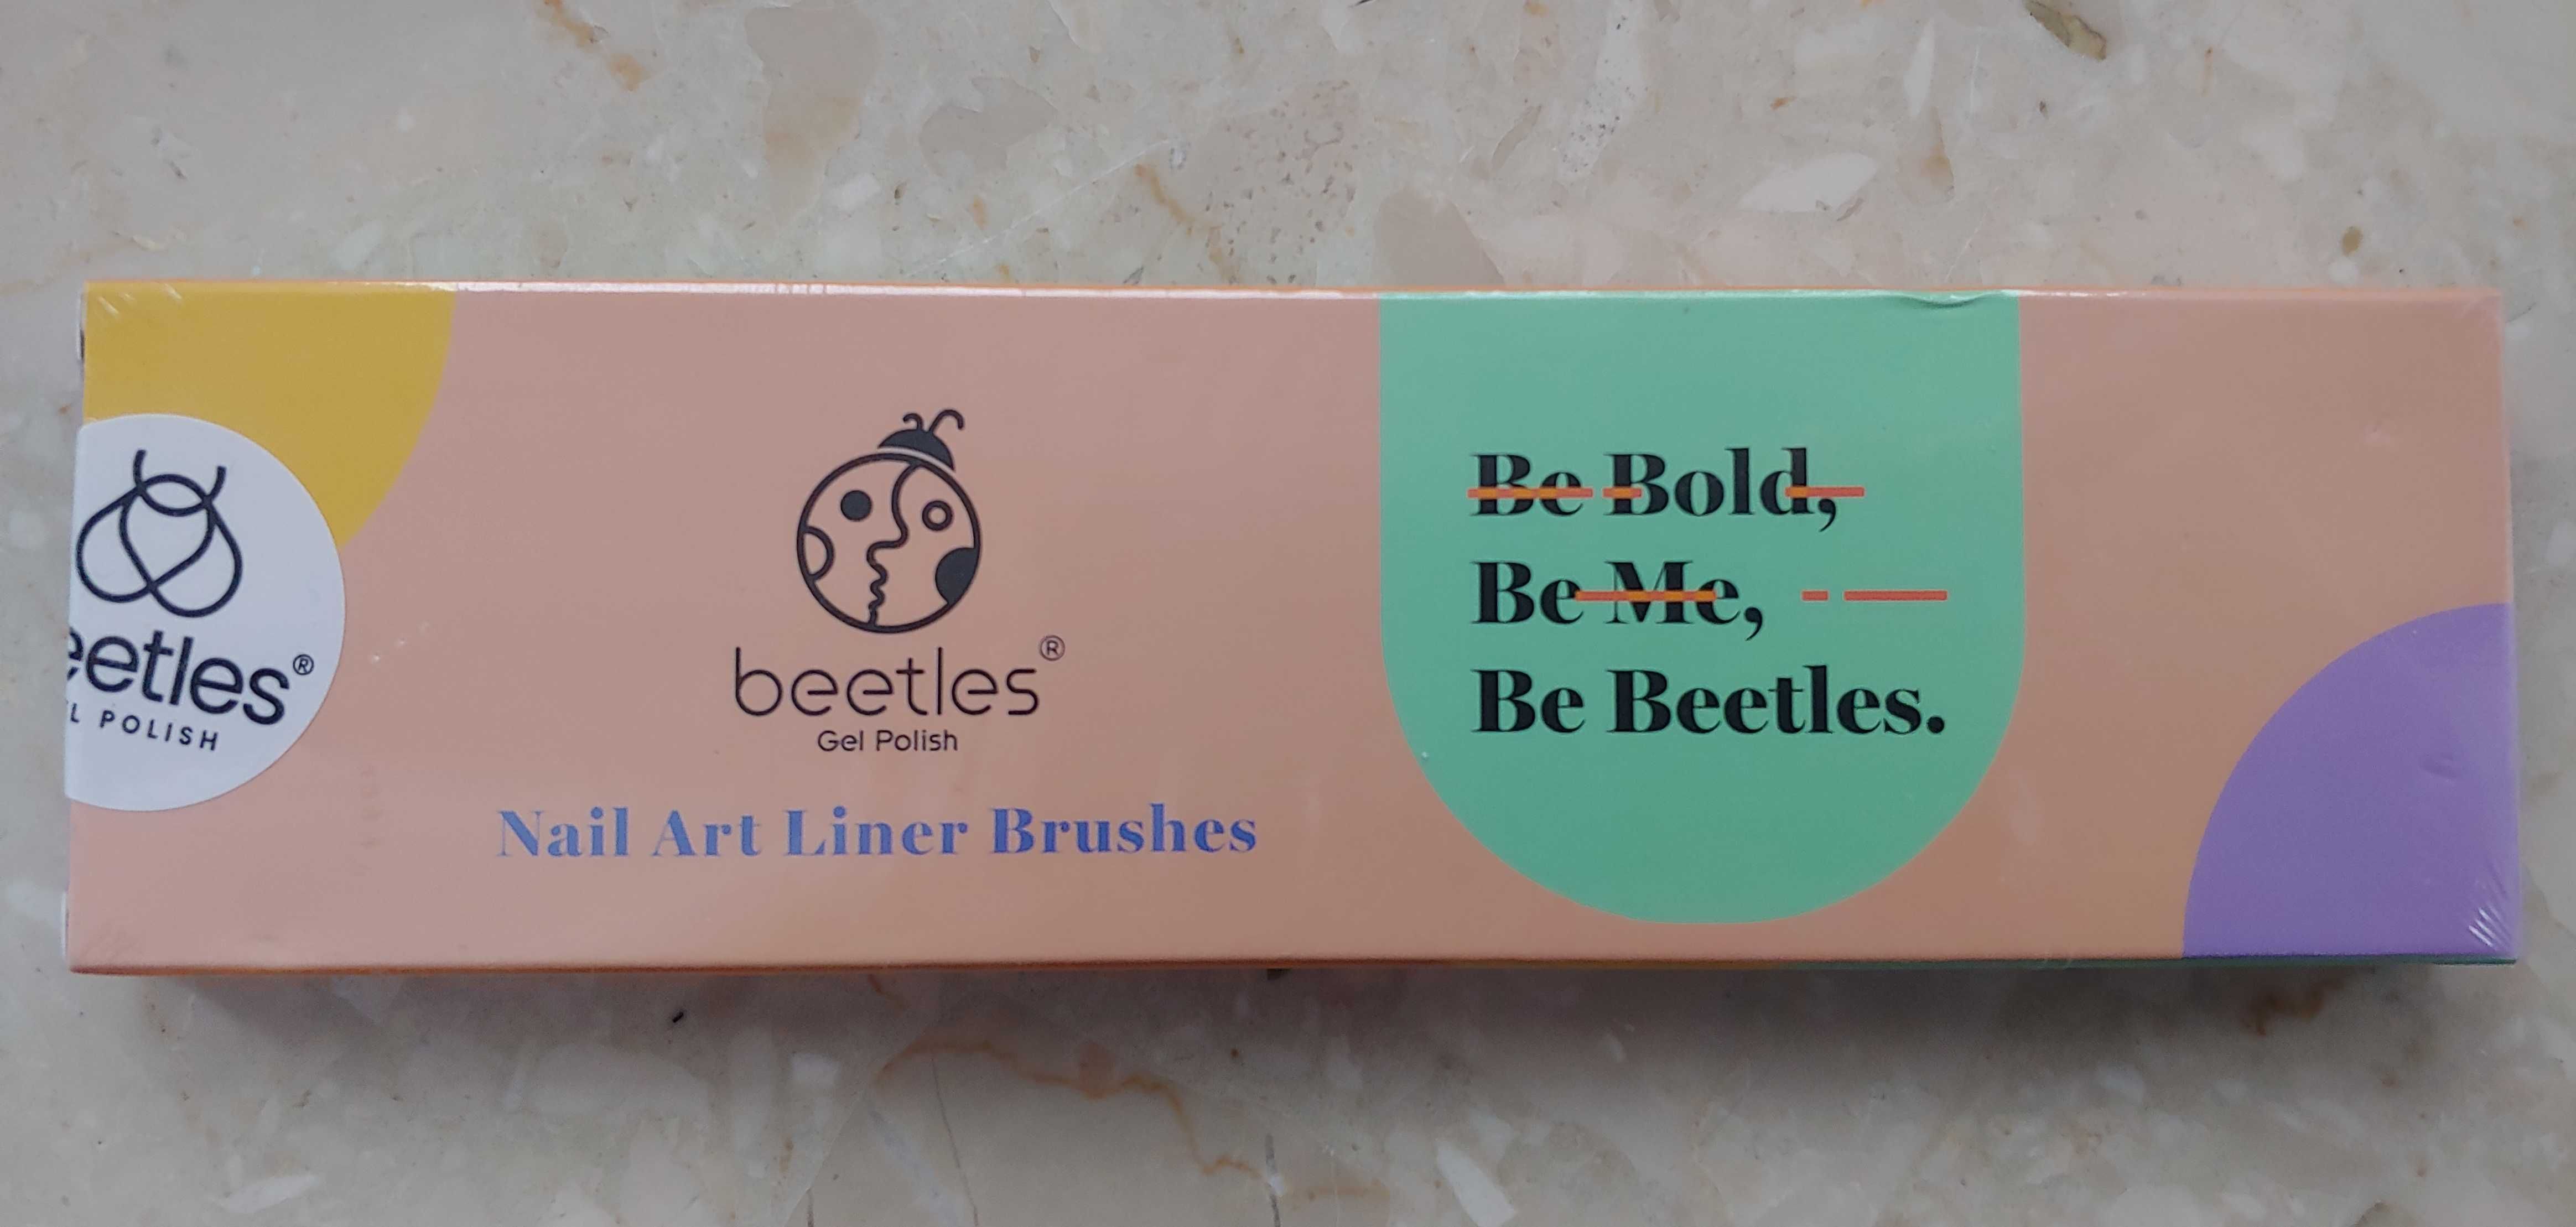 eetles®
L POLISH
beetles®
Gel Polish
Nail Art Liner Brushes
Be Bold,
Be Me,
Be Beetles.